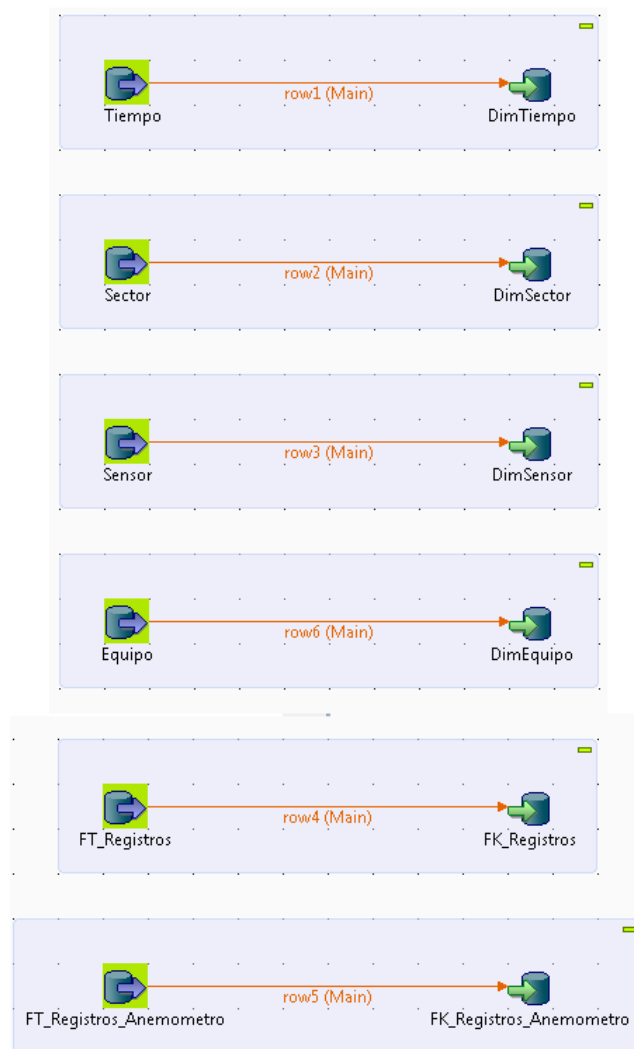 row1 (Main)
Tiempo DimTiempo
row2 (Main)
Sector DimSector
row3 (Main)
Sensor DimSensor
row6 (Main)
Equipo DimEquipo
row4 (Main)
FT_Registros FK_Registros
row5 (Main)
FT_Registros_Anemometro FK_Registros_Anemometro